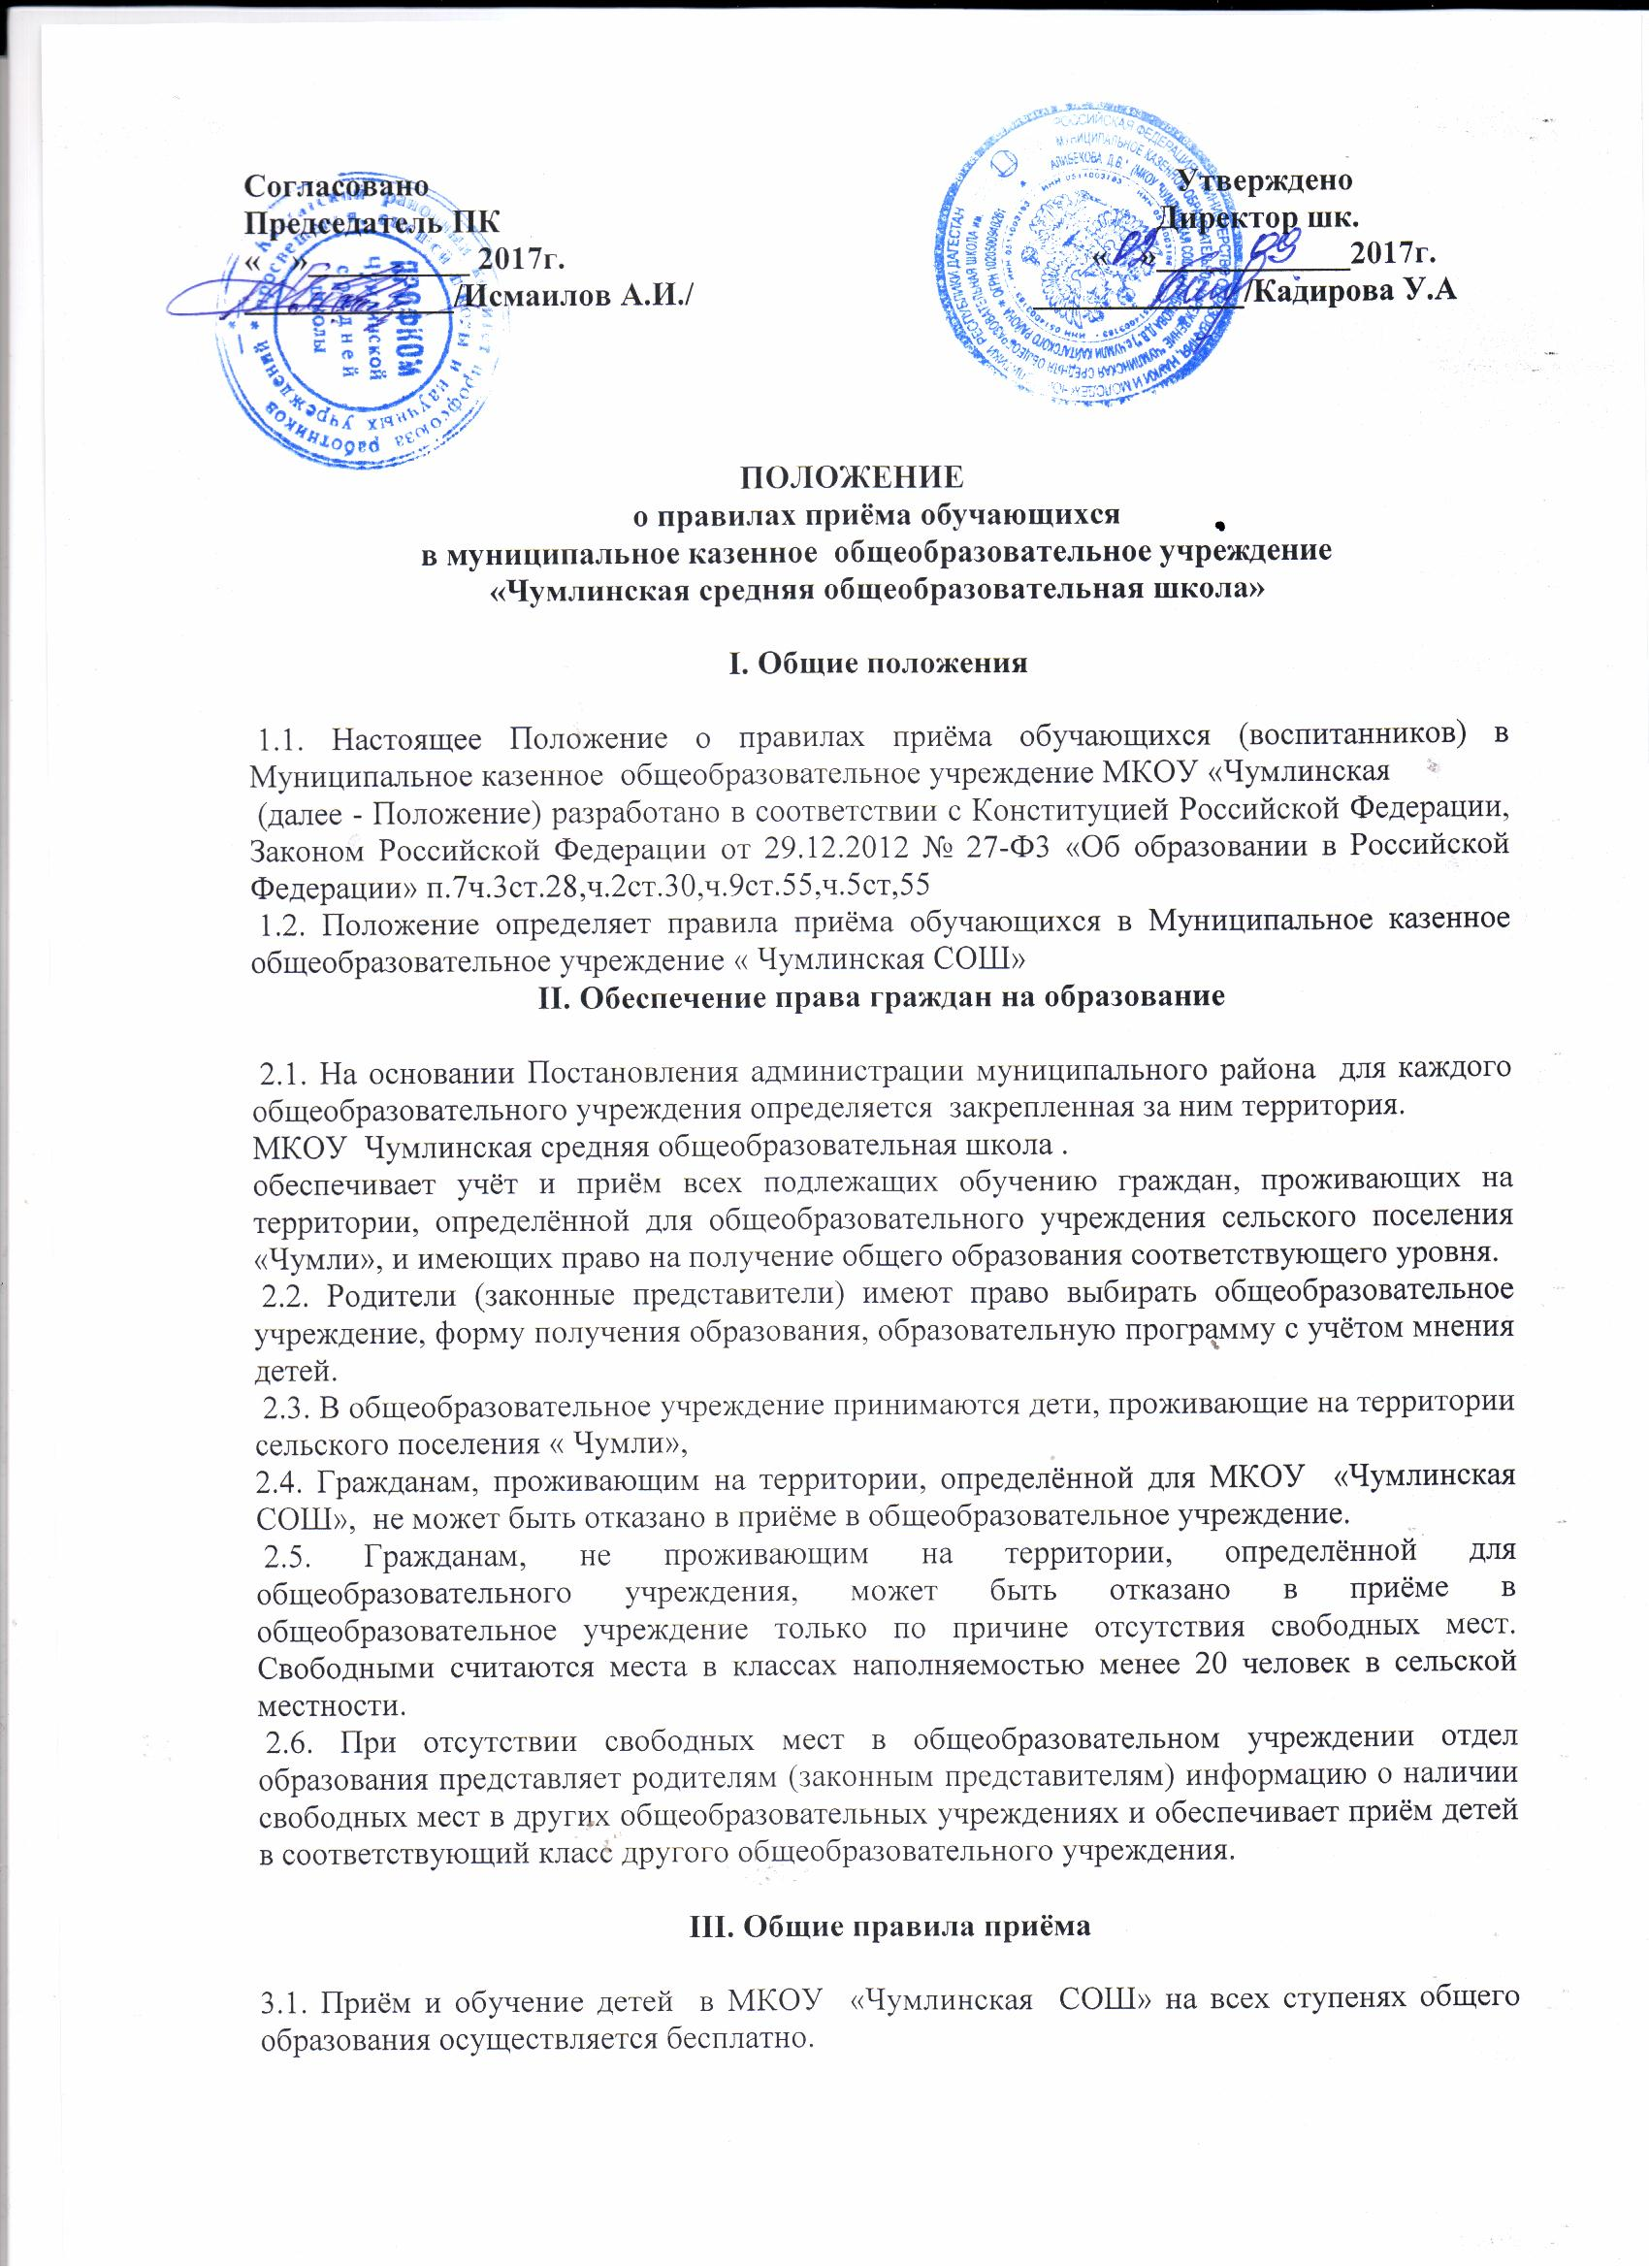 Согласовано
Председатель ПК
« »__________ 2017г.
_____________/Исмаилов А.И./
Утверждено
Директор шк.
« 02 »____09____2017г.
_____________/Кадирова У.А
ПРОФКОМ
Чумлинской
средней
школы
ПОЛОЖЕНИЕ
о правилах приёма обучающихся
в муниципальное казенное общеобразовательное учреждение
«Чумлинская средняя общеобразовательная школа»
I. Общие положения
1.1. Настоящее Положение о правилах приёма обучающихся (воспитанников) в
Муниципальное казенное общеобразовательное учреждение МКОУ «Чумлинская
(далее - Положение) разработано в соответствии с Конституцией Российской Федерации,
Законом Российской Федерации от 29.12.2012 № 27-ФЗ «Об образовании в Российской
Федерации» п.7ч.3ст.28,ч.2ст.30,ч.9ст.55,ч.5ст,55
1.2. Положение определяет правила приёма обучающихся в Муниципальное казенное
общеобразовательное учреждение « Чумлинская СОШ»
II. Обеспечение права граждан на образование
2.1. На основании Постановления администрации муниципального района для каждого
общеобразовательного учреждения определяется закрепленная за ним территория.
МКОУ Чумлинская средняя общеобразовательная школа .
обеспечивает учёт и приём всех подлежащих обучению граждан, проживающих на
территории, определённой для общеобразовательного учреждения сельского поселения
«Чумли», и имеющих право на получение общего образования соответствующего уровня.
2.2. Родители (законные представители) имеют право выбирать общеобразовательное
учреждение, форму получения образования, образовательную программу с учётом мнения
детей.
2.3. В общеобразовательное учреждение принимаются дети, проживающие на территории
сельского поселения « Чумли»,
2.4. Гражданам, проживающим на территории, определённой для МКОУ «Чумлинская
СОШ», не может быть отказано в приёме в общеобразовательное учреждение.
2.5. Гражданам, не проживающим на территории, определённой для
общеобразовательного учреждения, может быть отказано в приёме в
общеобразовательное учреждение только по причине отсутствия свободных мест.
Свободными считаются места в классах наполняемостью менее 20 человек в сельской
местности.
2.6. При отсутствии свободных мест в общеобразовательном учреждении отдел
образования представляет родителям (законным представителям) информацию о наличии
свободных мест в других общеобразовательных учреждениях и обеспечивает приём детей
в соответствующий класс другого общеобразовательного учреждения.
III. Общие правила приёма
3.1. Приём и обучение детей в МКОУ «Чумлинская СОШ» на всех ступенях общего
образования осуществляется бесплатно.